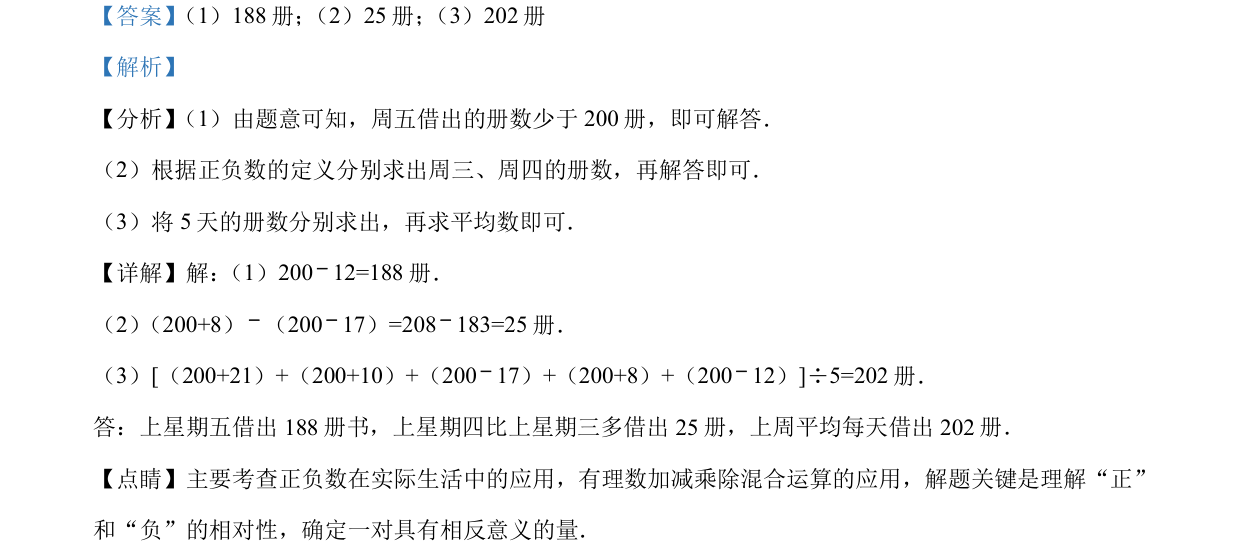 【答案】（1）188 册；（2）25 册；（3）202 册
【解析】
【分析】（1）由题意可知，周五借出的册数少于 200 册，即可解答．
（2）根据正负数的定义分别求出周三、周四的册数，再解答即可．
（3）将 5 天的册数分别求出，再求平均数即可．
【详解】解：（1）200－12=188 册．
（2）（200+8）－（200－17）=208－183=25 册．
（3）[（200+21）+（200+10）+（200－17）+（200+8）+（200－12）]÷5=202 册．
答：上星期五借出 188 册书，上星期四比上星期三多借出 25 册，上周平均每天借出 202 册．
【点睛】主要考查正负数在实际生活中的应用，有理数加减乘除混合运算的应用，解题关键是理解“正”
和“负”的相对性，确定一对具有相反意义的量．